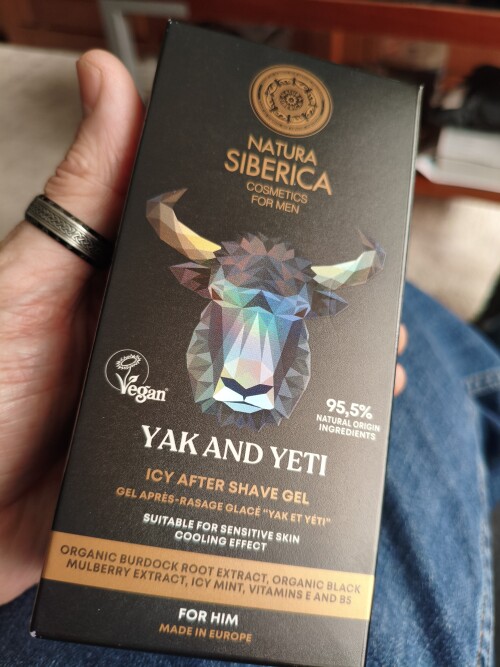 NATURA
SIBERICA
COSMETICS
FOR MEN
Vegan
95,5%
NATURAL ORIGIN
INGREDIENTS
YAK AND YETI
ICY AFTER SHAVE GEL
GEL APRÈS-RASAGE GLACÉ "YAK ET YÉTI"
SUITABLE FOR SENSITIVE SKIN
COOLING EFFECT
ORGANIC BURDOCK ROOT EXTRACT, ORGANIC BLACK
MULBERRY EXTRACT, ICY MINT, VITAMINS E AND B5
FOR HIM
MADE IN EUROPE